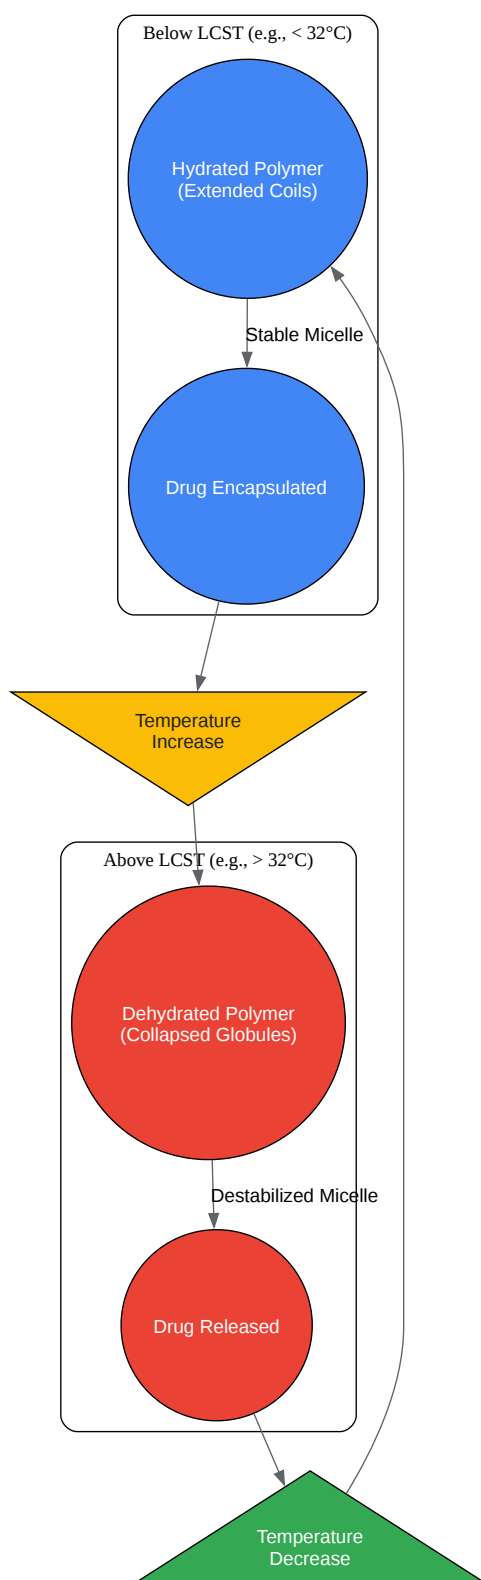 Below LCST (e.g., < 32°C)
Hydrated Polymer
(Extended Coils)
Stable Micelle
Drug Encapsulated
Temperature
Increase
Above LCST (e.g., > 32°C)
Dehydrated Polymer
(Collapsed Globules)
Destabilized Micelle
Drug Released
Temperature
Decrease